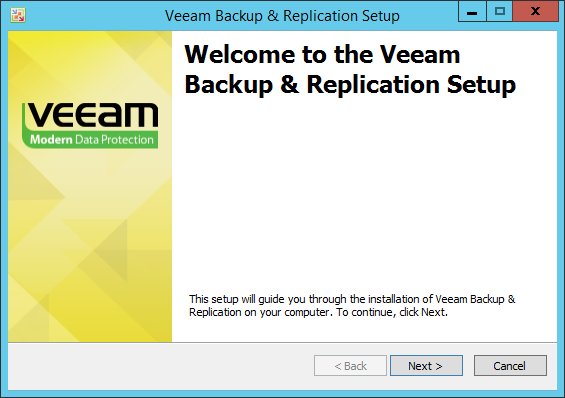 Veeam Backup & Replication Setup
Welcome to the Veeam
Backup & Replication Setup
veeam
Modern Data Protection
This setup will guide you through the installation of Veeam Backup &
Replication on your computer. To continue, click Next.
< Back
Next >
Cancel